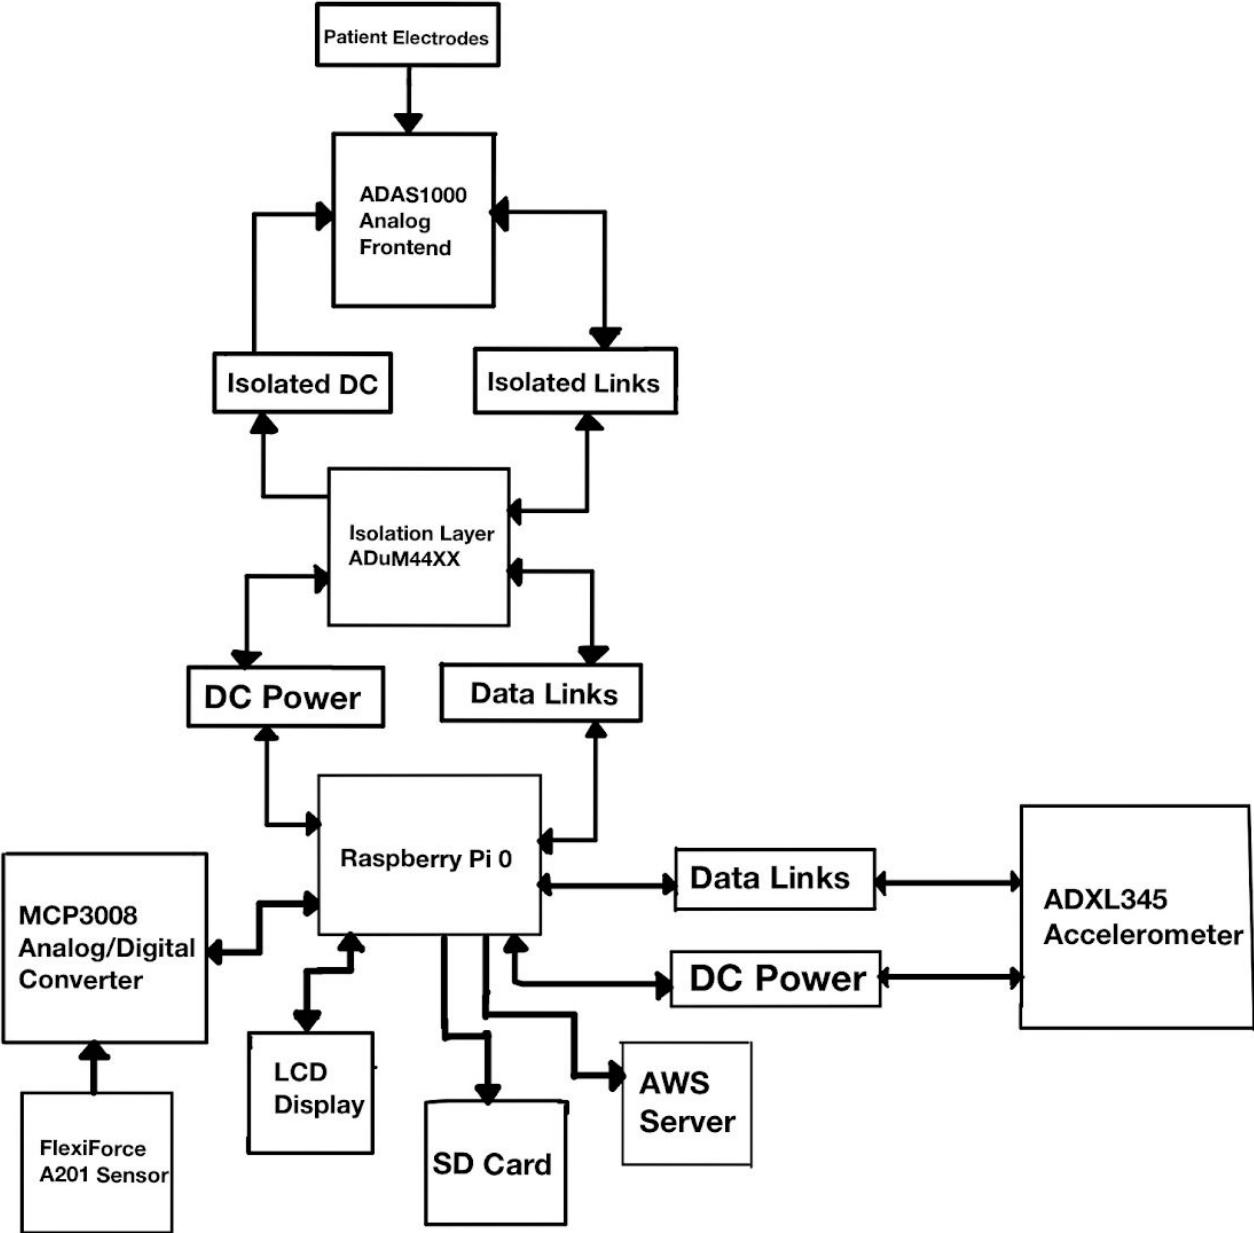 Patient Electrodes
ADAS1000
Analog
Frontend
Isolated DC
Isolated Links
Isolation Layer
ADuM44XX
DC Power
Data Links
Raspberry Pi 0
Data Links
ADXL345
Accelerometer
MCP3008
Analog/Digital
Converter
DC Power
LCD
Display
AWS
Server
FlexiForce
A201 Sensor
SD Card